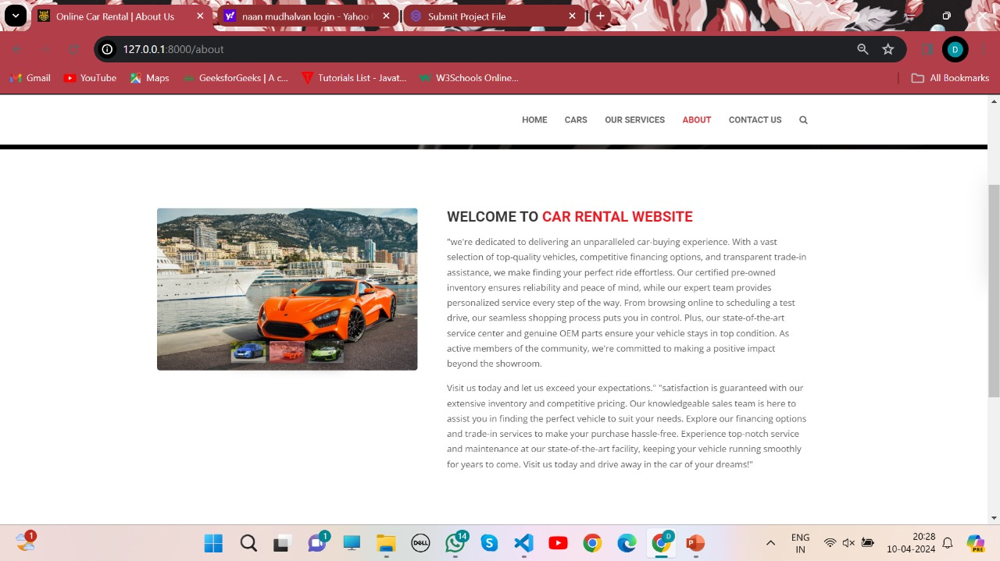 Online Car Rental | About Us
naan mudhalvan login - Yahoo
Submit Project File
127.0.0.1:8000/about
D
Gmail
YouTube
Maps
GeeksforGeeks | A c...
Tutorials List - Javat...
W3Schools Online...
All Bookmarks
HOME
CARS
OUR SERVICES
ABOUT
CONTACT US
WELCOME TO CAR RENTAL WEBSITE
"we're dedicated to delivering an unparalleled car-buying experience. With a vast
selection of top-quality vehicles, competitive financing options, and transparent trade-in
assistance, we make finding your perfect ride effortless. Our certified pre-owned
inventory ensures reliability and peace of mind, while our expert team provides
personalized service every step of the way. From browsing online to scheduling a test
drive, our seamless shopping process puts you in control. Plus, our state-of-the-art
service center and genuine OEM parts ensure your vehicle stays in top condition. As
active members of the community, we're committed to making a positive impact
beyond the showroom.
Visit us today and let us exceed your expectations." "satisfaction is guaranteed with our
extensive inventory and competitive pricing. Our knowledgeable sales team is here to
assist you in finding the perfect vehicle to suit your needs. Explore our financing options
and trade-in services to make your purchase hassle-free. Experience top-notch service
and maintenance at our state-of-the-art facility, keeping your vehicle running smoothly
for years to come. Visit us today and drive away in the car of your dreams!"
1
1
DELL
14
D
ENG
IN
20:28
10-04-2024
PRE